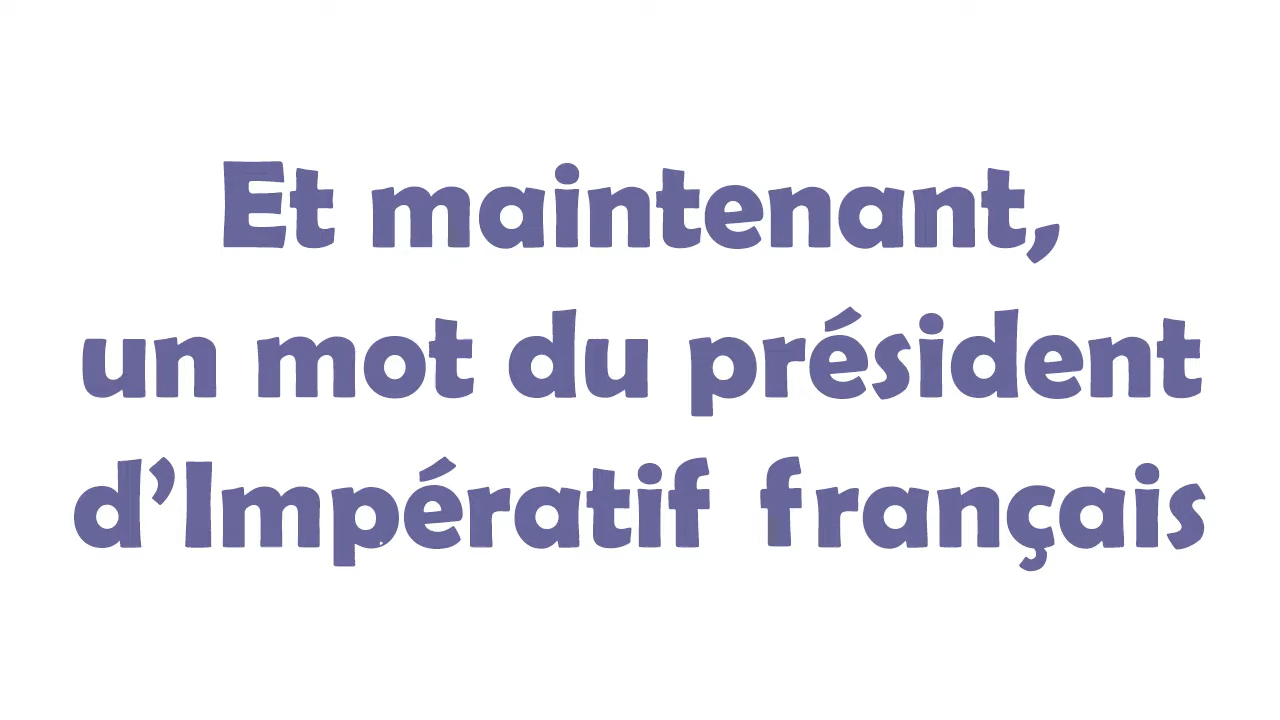 Et maintenant,
un mot du président
d’Impératif français